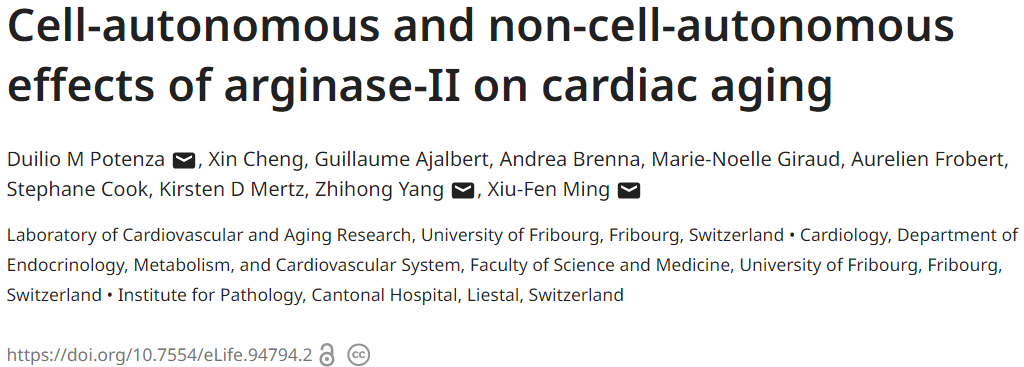 Cell-autonomous and non-cell-autonomous
effects of arginase-II on cardiac aging
Duilio M Potenza, Xin Cheng, Guillaume Ajalbert, Andrea Brenna, Marie-Noelle Giraud, Aurelien Frobert,
Stephane Cook, Kirsten D Mertz, Zhihong Yang, Xiu-Fen Ming
Laboratory of Cardiovascular and Aging Research, University of Fribourg, Fribourg, Switzerland • Cardiology, Department of
Endocrinology, Metabolism, and Cardiovascular System, Faculty of Science and Medicine, University of Fribourg, Fribourg,
Switzerland • Institute for Pathology, Cantonal Hospital, Liestal, Switzerland
https://doi.org/10.7554/eLife.94794.2 cc